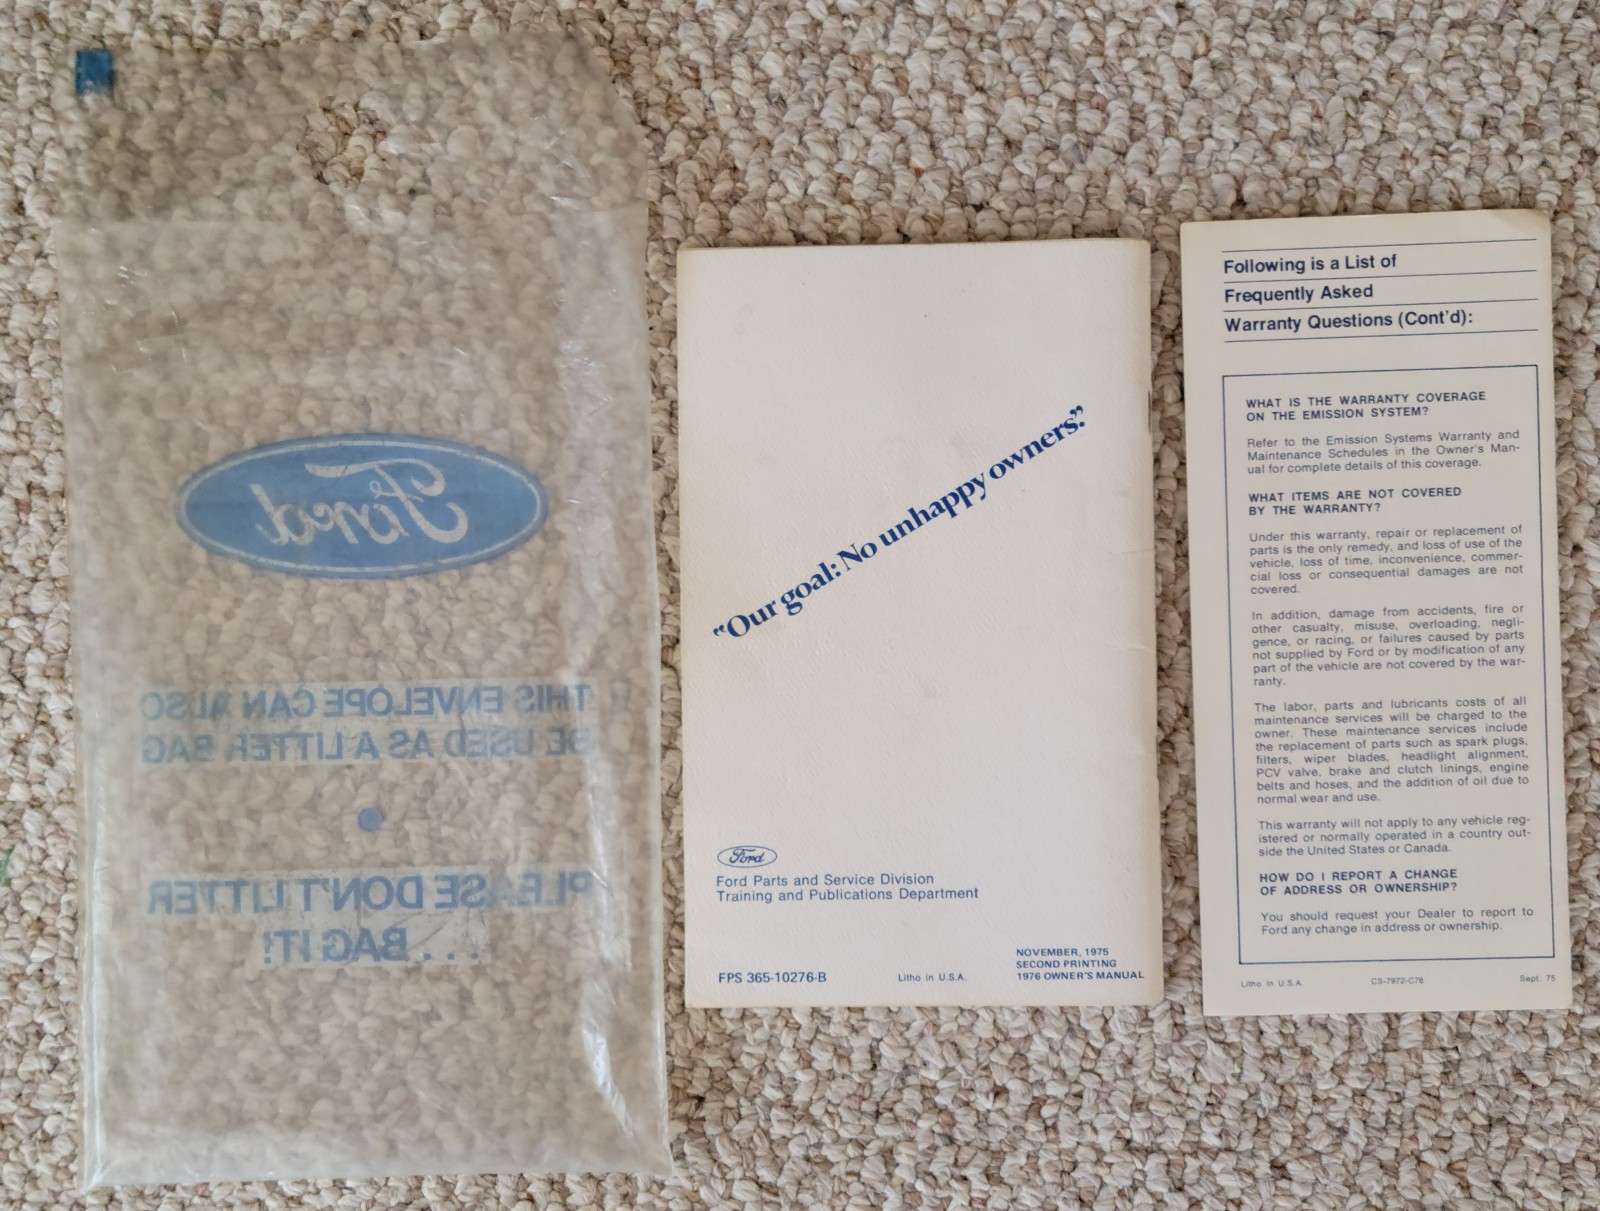 Ford
THIS ENVELOPE CAN ALSO
BE USED AS A LITTER BAG
PLEASE DON'T LITTER
. . . . BAG IT!
"Our goal: No unhappy owners."
Ford
Ford Parts and Service Division
Training and Publications Department
FPS 365-10276-B
Litho in U.S.A.
NOVEMBER, 1975
SECOND PRINTING
1976 OWNER'S MANUAL
Following is a List of
Frequently Asked
Warranty Questions (Cont'd):
WHAT IS THE WARRANTY COVERAGE
ON THE EMISSION SYSTEM?
Refer to the Emission Systems Warranty and
Maintenance Schedules in the Owner's Man-
ual for complete details of this coverage.
WHAT ITEMS ARE NOT COVERED
BY THE WARRANTY?
Under this warranty, repair or replacement of
parts is the only remedy, and loss of use of the
vehicle, loss of time, inconvenience, commer-
cial loss or consequential damages are not
covered.
In addition, damage from accidents, fire or
other casualty, misuse, overloading, negli-
gence, or racing, or failures caused by parts
not supplied by Ford or by modification of any
part of the vehicle are not covered by the war-
ranty.
The labor, parts and lubricants costs of all
maintenance services will be charged to the
owner. These maintenance services include
the replacement of parts such as spark plugs,
filters, wiper blades, headlight alignment,
PCV valve, brake and clutch linings, engine
belts and hoses, and the addition of oil due to
normal wear and use.
This warranty will not apply to any vehicle reg-
istered or normally operated in a country out-
side the United States or Canada.
HOW DO I REPORT A CHANGE
OF ADDRESS OR OWNERSHIP?
You should request your Dealer to report to
Ford any change in address or ownership.
Litho in U.S.A.
CS-7972-C76
Sept. 75